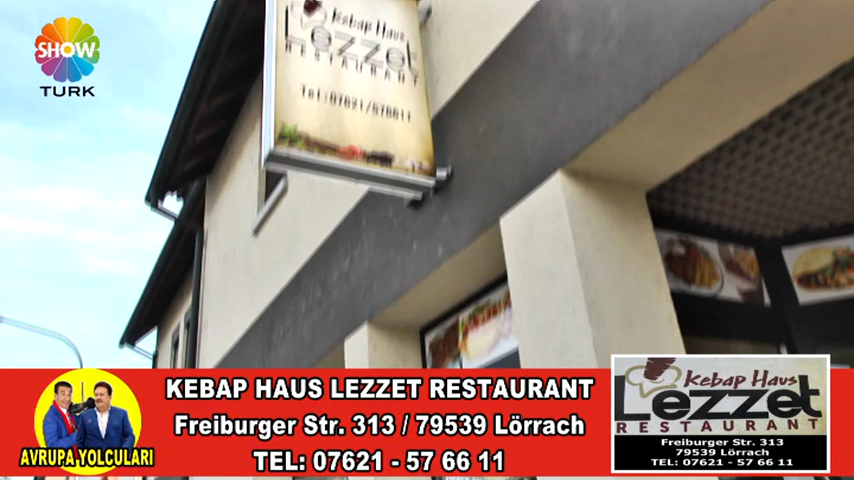 SHOW
TURK
Kebap Haus
Lezzet
RESTAURANT
Tel:07621/576611
AVRUPA YOLCULARI
KEBAP HAUS LEZZET RESTAURANT
Freiburger Str. 313 / 79539 Lörrach
TEL: 07621 - 57 66 11
Kebap Haus
Lezzet
RESTAURANT
Freiburger Str. 313
79539 Lörrach
TEL: 07621 - 57 66 11